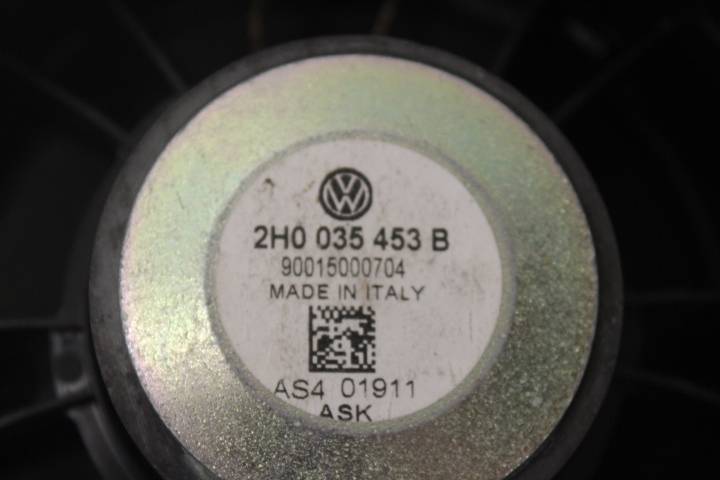 2H0 035 453 B
90015000704
MADE IN ITALY
AS4 01911
ASK